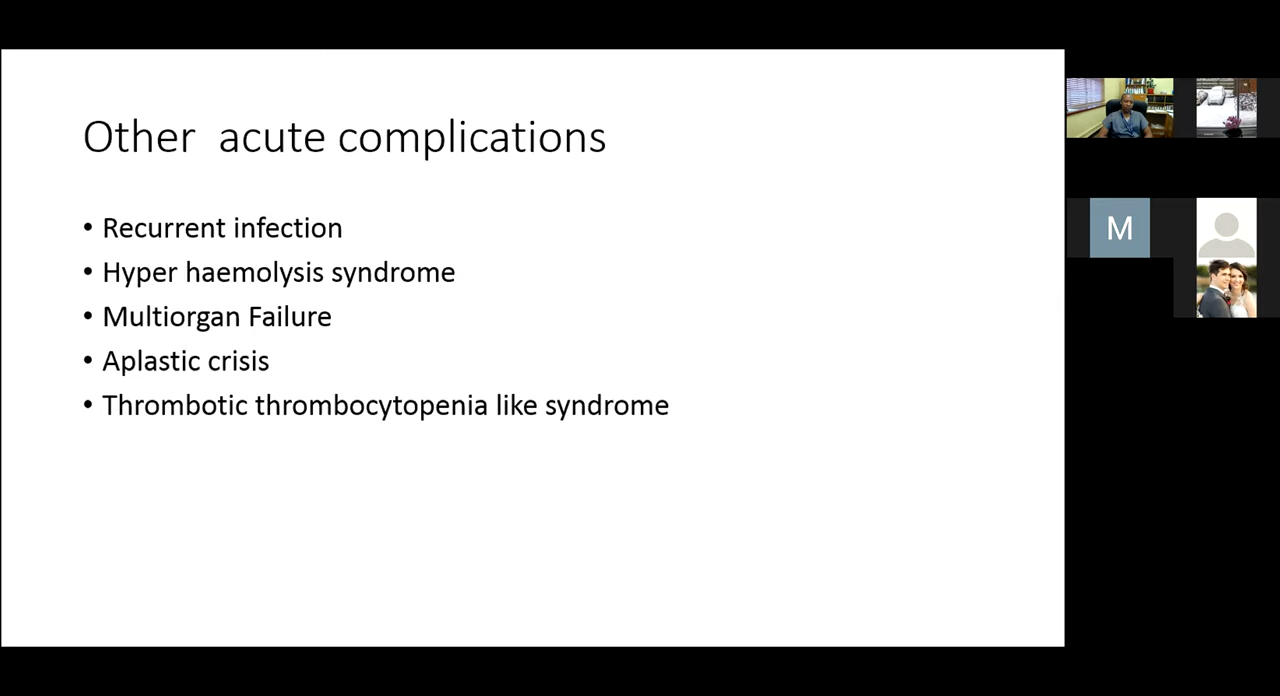 Other acute complications
• Recurrent infection
• Hyper haemolysis syndrome
• Multiorgan Failure
• Aplastic crisis
• Thrombotic thrombocytopenia like syndrome
M